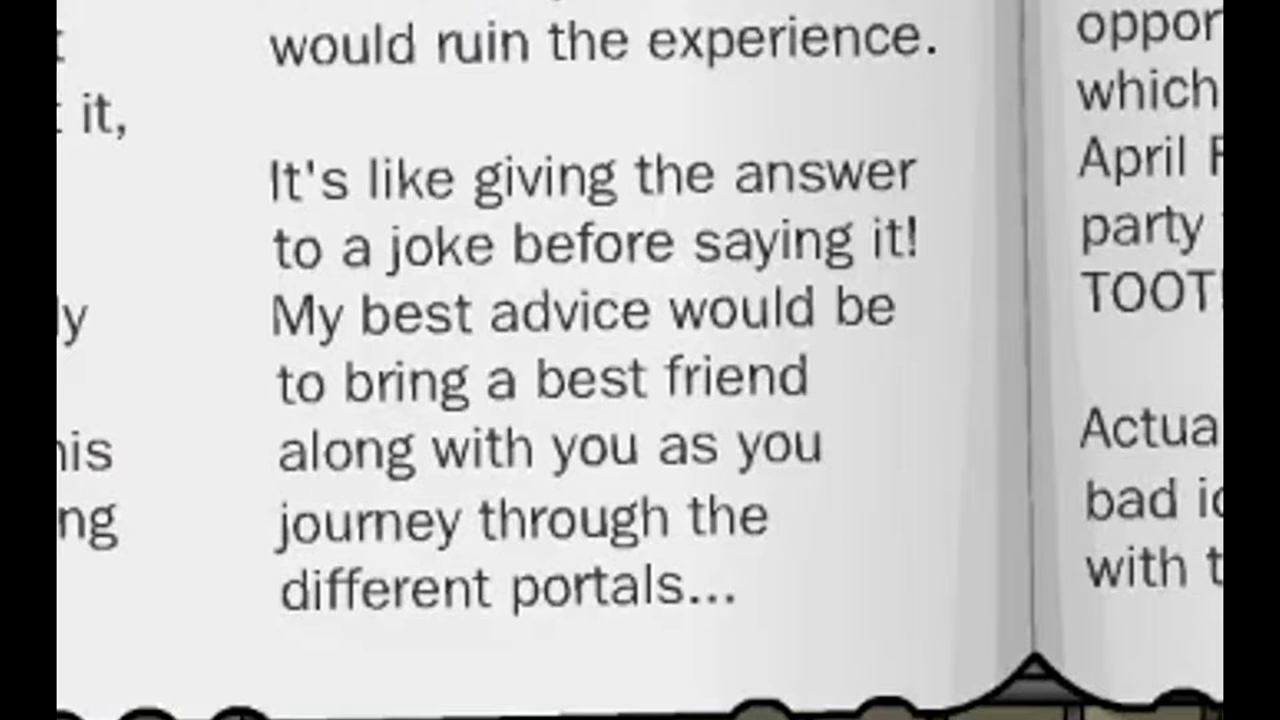 it,
would ruin the experience.
It's like giving the answer
to a joke before saying it!
My best advice would be
to bring a best friend
along with you as you
journey through the
different portals...
which
April
party
TOOT!
bad
with